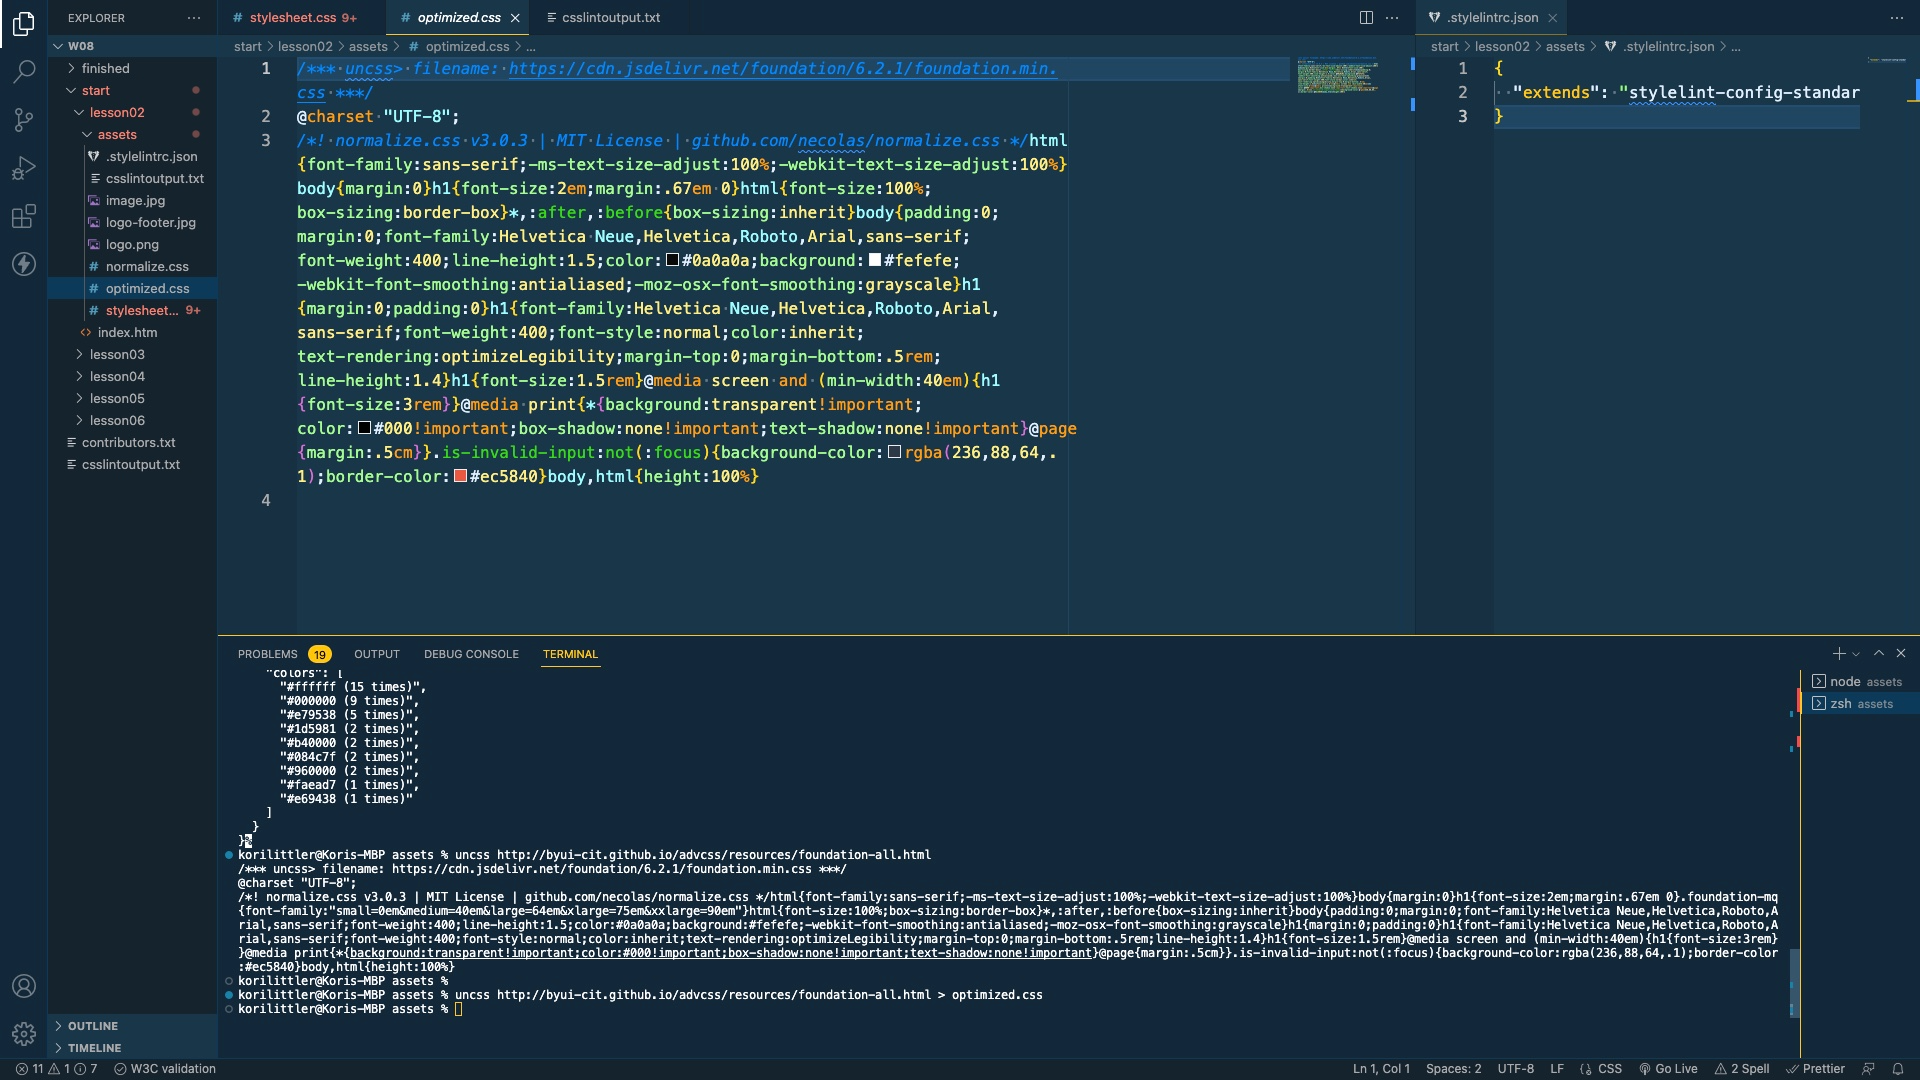 EXPLORER
W08
finished
start
lesson02
assets
.stylelintrc.json
csslintoutput.txt
image.jpg
logo-footer.jpg
logo.png
normalize.css
optimized.css
stylesheet... 9+
index.htm
lesson03
lesson04
lesson05
lesson06
contributors.txt
csslintoutput.txt
OUTLINE
TIMELINE
# stylesheet.css 9+
# optimized.css
csslintoutput.txt
start > lesson02 > assets > # optimized.css > ...
1 /*** uncss> filename: https://cdn.jsdelivr.net/foundation/6.2.1/foundation.min.
css ***/
2 @charset "UTF-8";
3 /*! normalize.css v3.0.3 | MIT License | github.com/necolas/normalize.css */html
{font-family:sans-serif;-ms-text-size-adjust:100%;-webkit-text-size-adjust:100%}
body{margin:0}h1{font-size:2em;margin:.67em 0}html{font-size:100%;
box-sizing:border-box}*,:after,:before{box-sizing:inherit}body{padding:0;
margin:0;font-family:Helvetica Neue,Helvetica,Roboto,Arial,sans-serif;
font-weight:400;line-height:1.5;color:#0a0a0a;background:#fefefe;
-webkit-font-smoothing:antialiased;-moz-osx-font-smoothing:grayscale}h1
{margin:0;padding:0}h1{font-family:Helvetica Neue,Helvetica,Roboto,Arial,
sans-serif;font-weight:400;font-style:normal;color:inherit;
text-rendering:optimizeLegibility;margin-top:0;margin-bottom:.5rem;
line-height:1.4}h1{font-size:1.5rem}@media screen and (min-width:40em){h1
{font-size:3rem}}@media print{*{background:transparent!important;
color:#000!important;box-shadow:none!important;text-shadow:none!important}@page
{margin:.5cm}}.is-invalid-input:not(:focus){background-color:rgba(236,88,64,.
1);border-color:#ec5840}body,html{height:100%}
4
.stylelintrc.json
start > lesson02 > assets > .stylelintrc.json > ...
1 {
2 "extends": "stylelint-config-standar
3 }
PROBLEMS 19 OUTPUT DEBUG CONSOLE TERMINAL
"colors": [
"#ffffff (15 times)",
"#000000 (9 times)",
"#e79538 (5 times)",
"#1d5981 (2 times)",
"#b40000 (2 times)",
"#084c7f (2 times)",
"#960000 (2 times)",
"#faead7 (1 times)",
"#e69438 (1 times)"
]
}
}%
korilittler@Koris-MBP assets % uncss http://byui-cit.github.io/advcss/resources/foundation-all.html
/*** uncss> filename: https://cdn.jsdelivr.net/foundation/6.2.1/foundation.min.css ***/
@charset "UTF-8";
/*! normalize.css v3.0.3 | MIT License | github.com/necolas/normalize.css */html{font-family:sans-serif;-ms-text-size-adjust:100%;-webkit-text-size-adjust:100%}body{margin:0}h1{font-size:2em;margin:.67em 0}.foundation-mq
{font-family:"small=0em&medium=40em&large=64em&xlarge=75em&xxlarge=90em"}html{font-size:100%;box-sizing:border-box}*,:after,:before{box-sizing:inherit}body{padding:0;margin:0;font-family:Helvetica Neue,Helvetica,Roboto,A
rial,sans-serif;font-weight:400;line-height:1.5;color:#0a0a0a;background:#fefefe;-webkit-font-smoothing:antialiased;-moz-osx-font-smoothing:grayscale}h1{margin:0;padding:0}h1{font-family:Helvetica Neue,Helvetica,Roboto,A
rial,sans-serif;font-weight:400;font-style:normal;color:inherit;text-rendering:optimizeLegibility;margin-top:0;margin-bottom:.5rem;line-height:1.4}h1{font-size:1.5rem}@media screen and (min-width:40em){h1{font-size:3rem}
}@media print{*{background:transparent!important;color:#000!important;box-shadow:none!important;text-shadow:none!important}@page{margin:.5cm}}.is-invalid-input:not(:focus){background-color:rgba(236,88,64,.1);border-color
:#ec5840}body,html{height:100%}
korilittler@Koris-MBP assets %
korilittler@Koris-MBP assets % uncss http://byui-cit.github.io/advcss/resources/foundation-all.html > optimized.css
korilittler@Koris-MBP assets %
node assets
zsh assets
11 1 7 W3C validation
Ln 1, Col 1 Spaces: 2 UTF-8 LF CSS Go Live 2 Spell Prettier